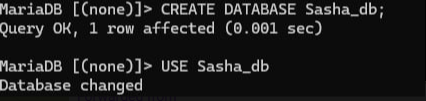 MariaDB [(none)]> CREATE DATABASE Sasha_db;
Query OK, 1 row affected (0.001 sec)
MariaDB [(none)]> USE Sasha_db
Database changed